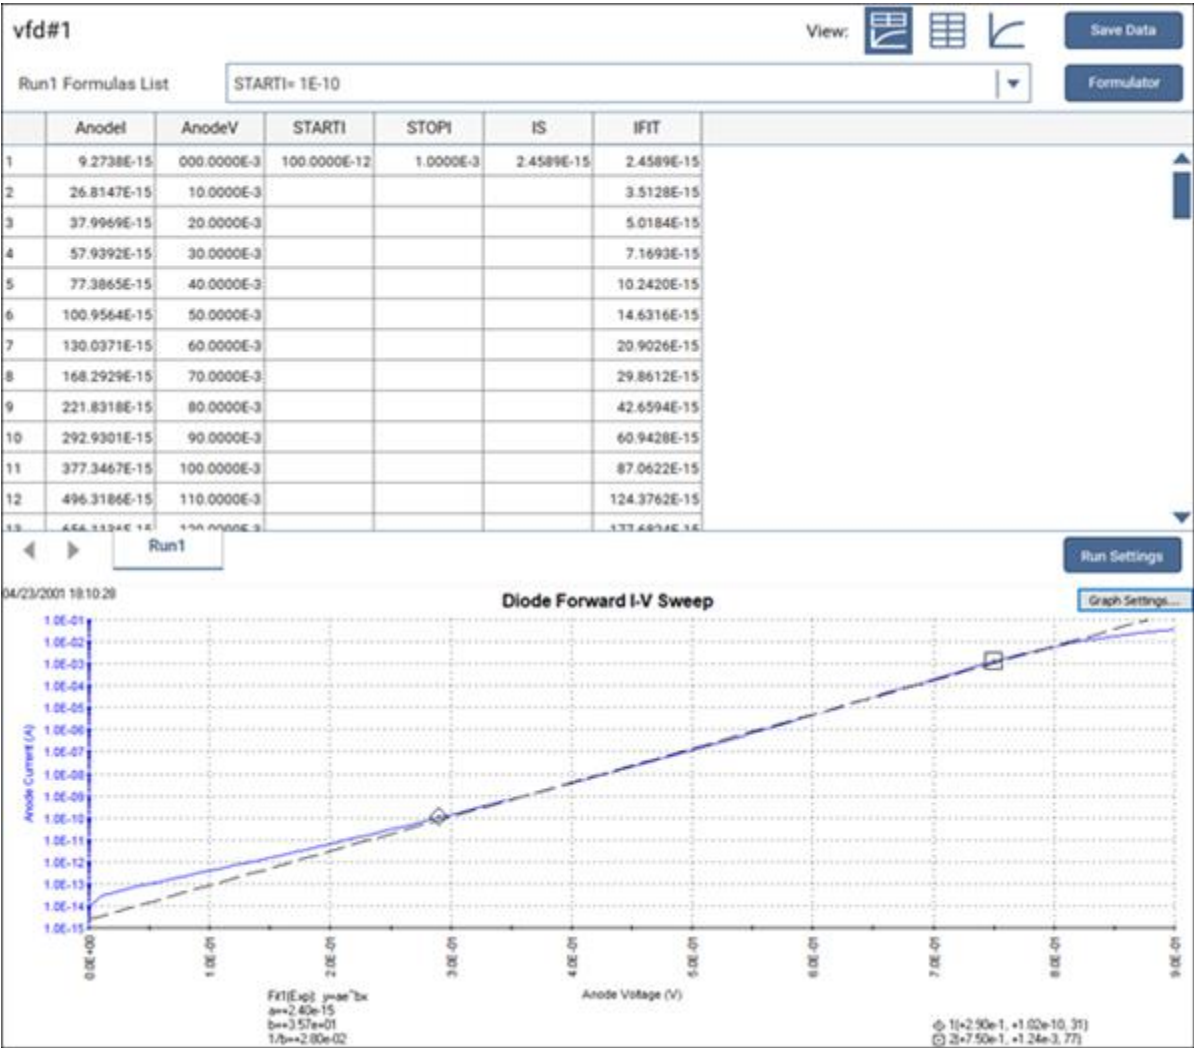 vfd#1
View:
Save Data
Run1 Formulas List
STARTI= 1E-10
Formulator
AnodeI AnodeV STARTI STOPI IS IFIT
1 9.2738E-15 000.0000E-3 100.0000E-12 1.0000E-3 2.4589E-15 2.4589E-15
2 26.8147E-15 10.0000E-3 3.5128E-15
3 37.9969E-15 20.0000E-3 5.0184E-15
4 57.9392E-15 30.0000E-3 7.1693E-15
5 77.3865E-15 40.0000E-3 10.2420E-15
6 100.9564E-15 50.0000E-3 14.6316E-15
7 130.0371E-15 60.0000E-3 20.9026E-15
8 168.2929E-15 70.0000E-3 29.8612E-15
9 221.8318E-15 80.0000E-3 42.6594E-15
10 292.9301E-15 90.0000E-3 60.9428E-15
11 377.3467E-15 100.0000E-3 87.0622E-15
12 496.3186E-15 110.0000E-3 124.3762E-15
Run1
Run Settings
04/23/2001 18:10:28
Diode Forward I-V Sweep
Graph Settings...
1.0E-01
1.0E-02
1.0E-03
1.0E-04
1.0E-05
1.0E-06
1.0E-07
1.0E-08
1.0E-09
1.0E-10
1.0E-11
1.0E-12
1.0E-13
1.0E-14
1.0E-15
Anode Current (A)
0.0E+00 1.0E-01 2.0E-01 3.0E-01 4.0E-01 5.0E-01 6.0E-01 7.0E-01 8.0E-01 9.0E-01
Anode Voltage (V)
Fit1(Exp): y=ae^bx
a=+2.40e-15
b=+3.57e+01
1/b=+2.80e-02
1(+2.90e-1, +1.02e-10, 31)
2(+7.50e-1, +1.24e-3, 77)